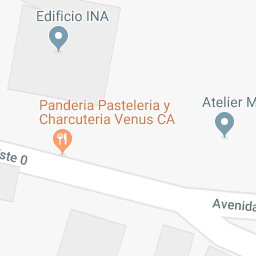 Edificio INA
Panderia Pasteleria y
Charcuteria Venus CA
Atelier M
ste 0
Avenida